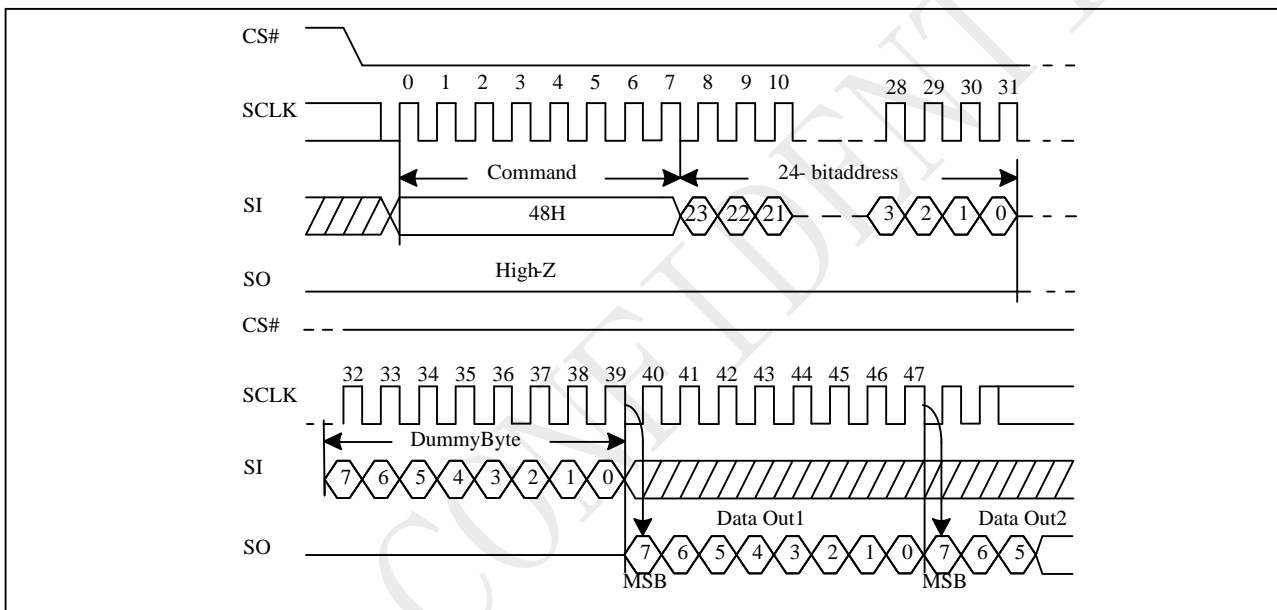 CS#
0 1 2 3 4 5 6 7 8 9 10 28 29 30 31
SCLK
Command 24- bitaddress
SI 48H 23 22 21 3 2 1 0
High-Z
SO
CS#
32 33 34 35 36 37 38 39 40 41 42 43 44 45 46 47
SCLK
DummyByte
SI 7 6 5 4 3 2 1 0
Data Out1 Data Out2
SO 7 6 5 4 3 2 1 0 7 6 5
MSB MSB
CONFIDENT